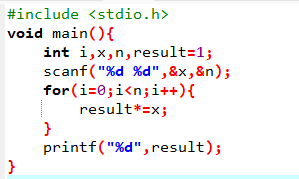 #include <stdio.h>
void main(){
    int i,x,n,result=1;
    scanf("%d %d",&x,&n);
    for(i=0;i<n;i++){
        result*=x;
    }
    printf("%d",result);
}